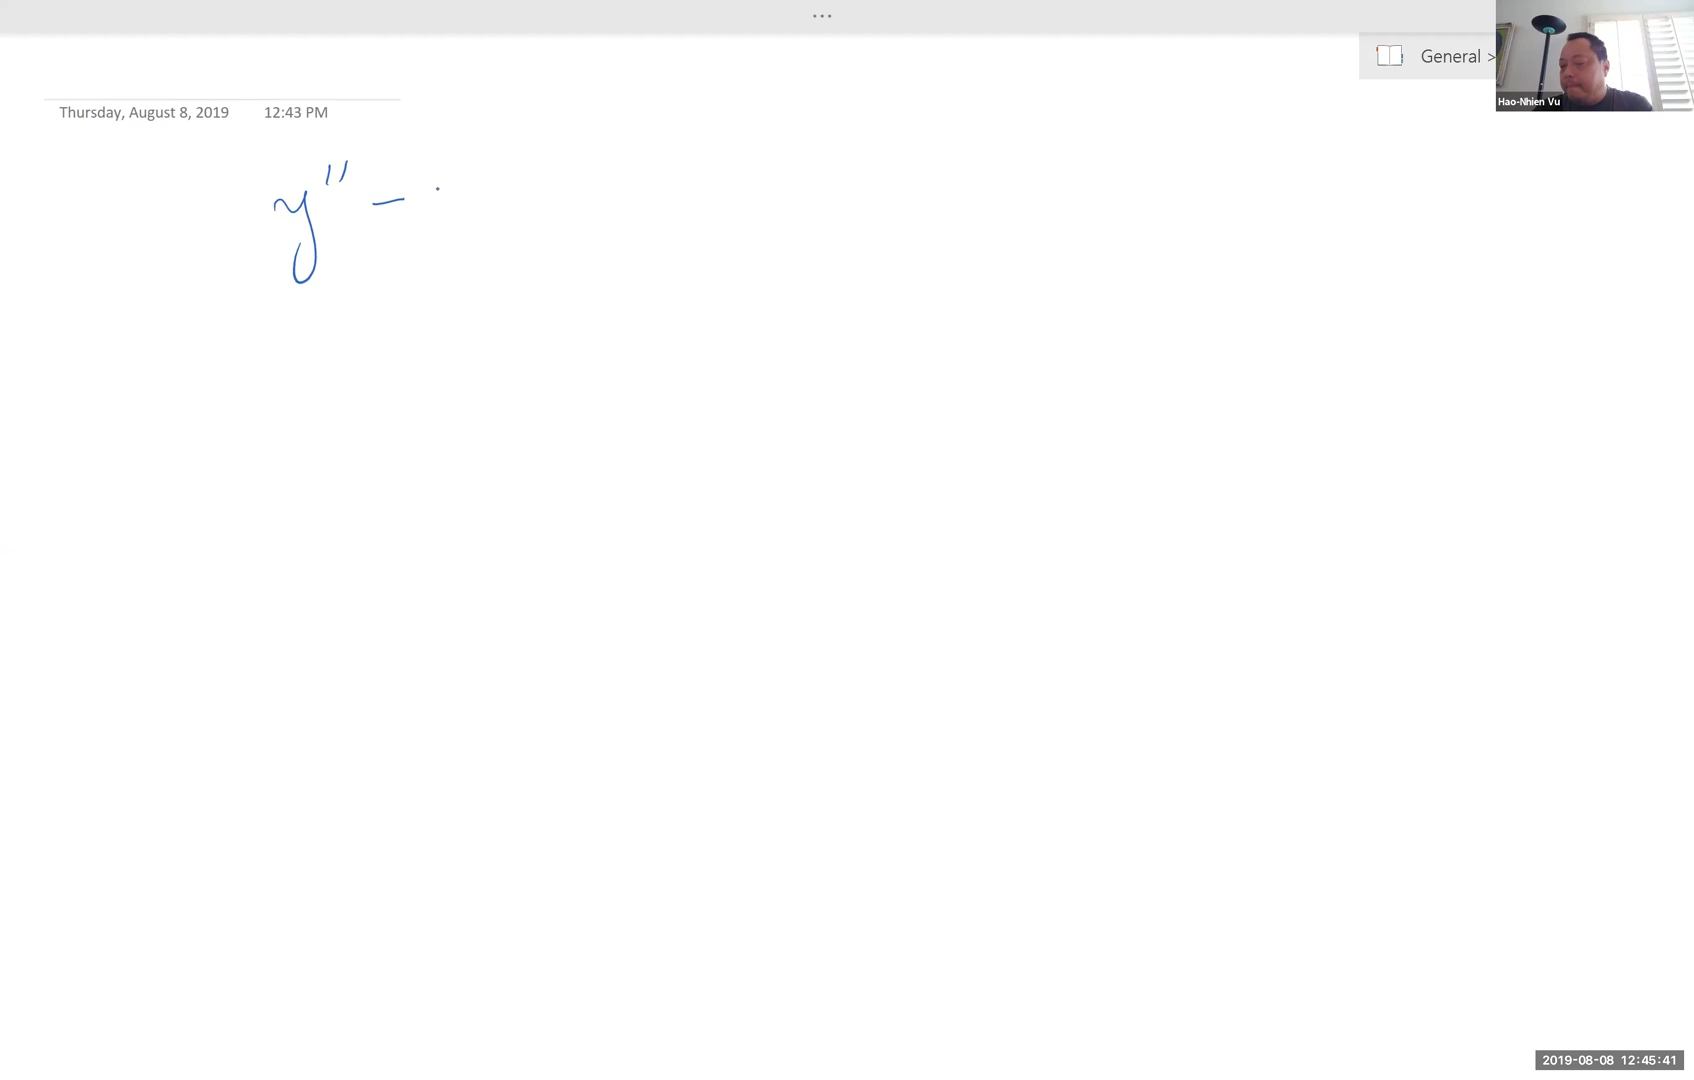 General >
Hao-Nhien Vu
Thursday, August 8, 2019 12:43 PM
y'' −
2019-08-08 12:45:41